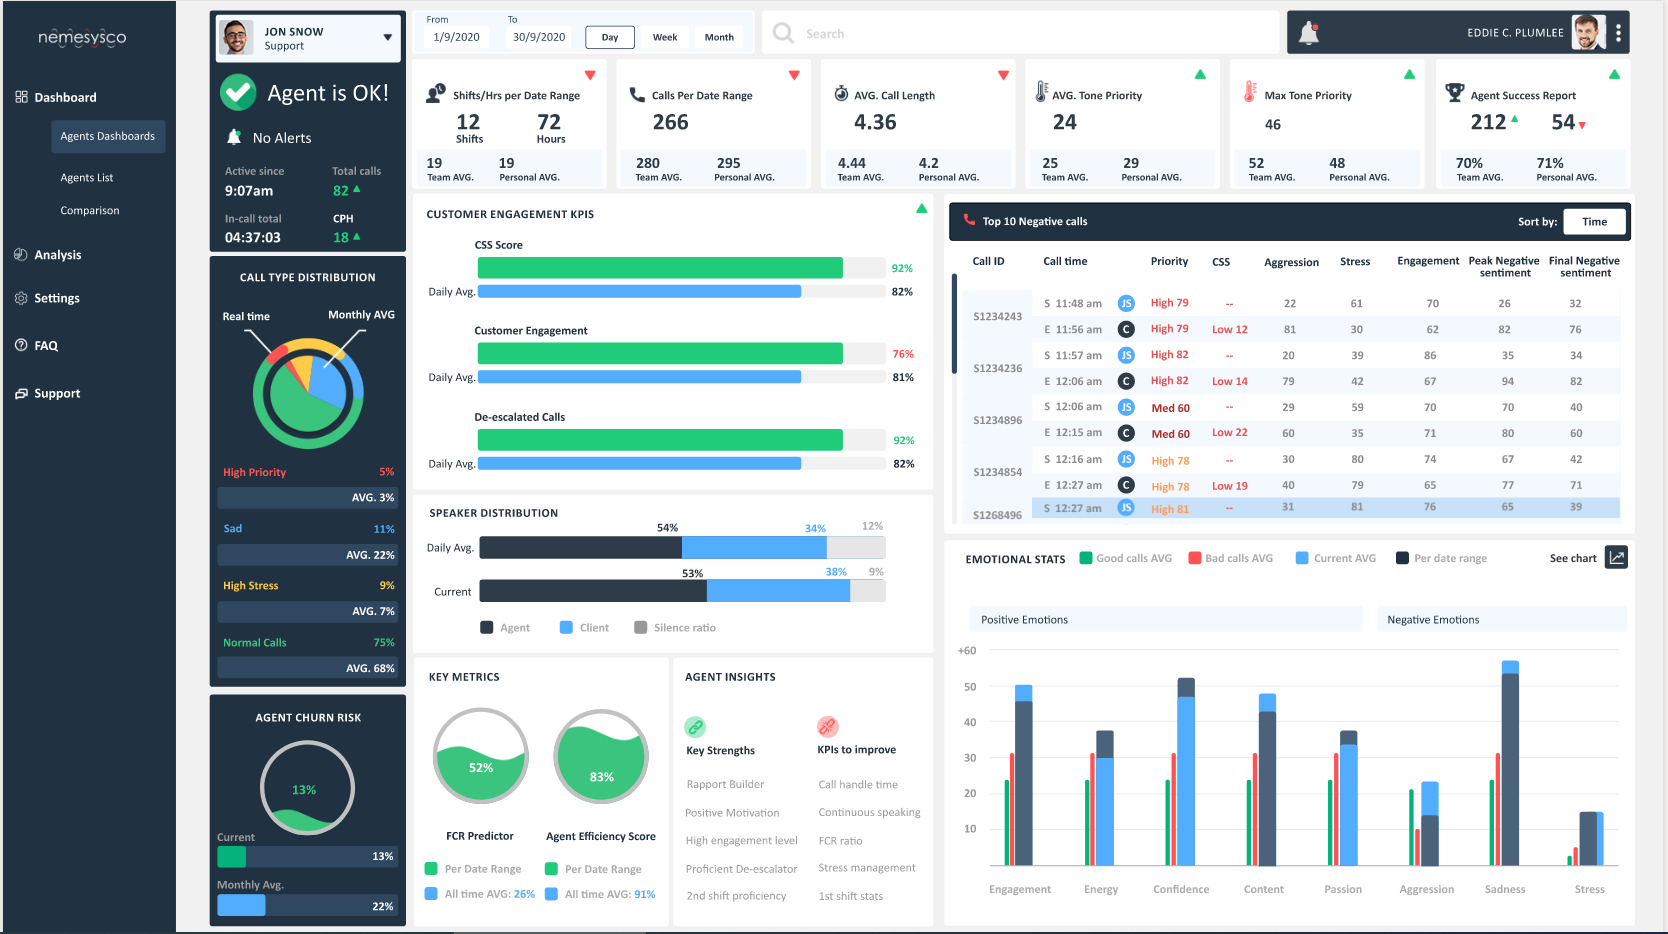 nemesysco
Dashboard
Agents Dashboards
Agents List
Comparison
Analysis
Settings
FAQ
Support
JON SNOW
Support
Agent is OK!
No Alerts
Active since Total calls
9:07am 82
In-call total CPH
04:37:03 18
CALL TYPE DISTRIBUTION
Real time Monthly AVG
High Priority 5%
AVG. 3%
Sad 11%
AVG. 22%
High Stress 9%
AVG. 7%
Normal Calls 75%
AVG. 68%
AGENT CHURN RISK
13%
Current
13%
Monthly Avg.
22%
From To
1/9/2020 30/9/2020 Day Week Month
Search
EDDIE C. PLUMLEE
Shifts/Hrs per Date Range
12 72
Shifts Hours
19 19
Team AVG. Personal AVG.
Calls Per Date Range
266
280 295
Team AVG. Personal AVG.
AVG. Call Length
4.36
4.44 4.2
Team AVG. Personal AVG.
AVG. Tone Priority
24
25 29
Team AVG. Personal AVG.
Max Tone Priority
46
52 48
Team AVG. Personal AVG.
Agent Success Report
212 54
70% 71%
Team AVG. Personal AVG.
CUSTOMER ENGAGEMENT KPIS
CSS Score
92%
Daily Avg. 82%
Customer Engagement
76%
Daily Avg. 81%
De-escalated Calls
92%
Daily Avg. 82%
SPEAKER DISTRIBUTION
54% 34% 12%
Daily Avg.
53% 38% 9%
Current
Agent Client Silence ratio
KEY METRICS
52% 83%
FCR Predictor Agent Efficiency Score
Per Date Range Per Date Range
All time AVG: 26% All time AVG: 91%
AGENT INSIGHTS
Key Strengths KPIs to improve
Rapport Builder Call handle time
Positive Motivation Continuous speaking
High engagement level FCR ratio
Proficient De-escalator Stress management
2nd shift proficiency 1st shift stats
Top 10 Negative calls Sort by: Time
Call ID Call time Priority CSS Aggression Stress Engagement Peak Negative sentiment Final Negative sentiment
S1234243
S 11:48 am JS High 79 -- 22 61 70 26 32
E 11:56 am C High 79 Low 12 81 30 62 82 76
S1234236
S 11:57 am JS High 82 -- 20 39 86 35 34
E 12:06 am C High 82 Low 14 79 42 67 94 82
S1234896
S 12:06 am JS Med 60 -- 29 59 70 70 40
E 12:15 am C Med 60 Low 22 60 35 71 80 60
S1234854
S 12:16 am JS High 78 -- 30 80 74 67 42
E 12:27 am C High 78 Low 19 40 79 65 77 71
S1268496
S 12:27 am JS High 81 -- 31 81 76 65 39
EMOTIONAL STATS Good calls AVG Bad calls AVG Current AVG Per date range See chart
Positive Emotions Negative Emotions
+60
50
40
30
20
10
Engagement Energy Confidence Content Passion Aggression Sadness Stress